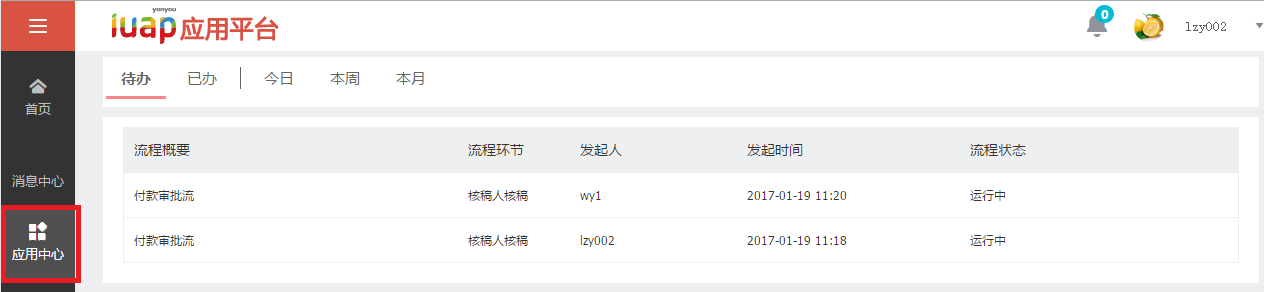 yonyou
iuap 应用平台
0
lzy002
首页
消息中心
应用中心
待办 已办 今日 本周 本月
流程概要 流程环节 发起人 发起时间 流程状态
付款审批流 核稿人核稿 wy1 2017-01-19 11:20 运行中
付款审批流 核稿人核稿 lzy002 2017-01-19 11:18 运行中